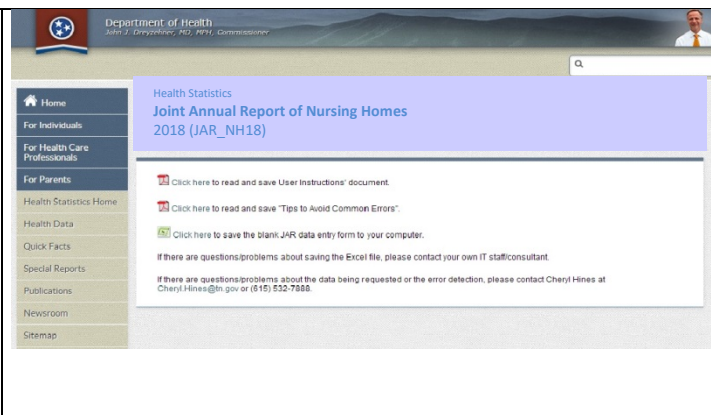 Department of Health
John J. Dreyzehner, MD, MPH, Commissioner
Home
For Individuals
For Health Care
Professionals
For Parents
Health Statistics Home
Health Data
Quick Facts
Special Reports
Publications
Newsroom
Sitemap
Health Statistics
Joint Annual Report of Nursing Homes
2018 (JAR_NH18)
Click here to read and save User Instructions' document.
Click here to read and save "Tips to Avoid Common Errors".
Click here to save the blank JAR data entry form to your computer.
If there are questions/problems about saving the Excel file, please contact your own IT staff/consultant.
If there are questions/problems about the data being requested or the error detection, please contact Cheryl Hines at
Cheryl.Hines@tn.gov or (615) 532-7888.